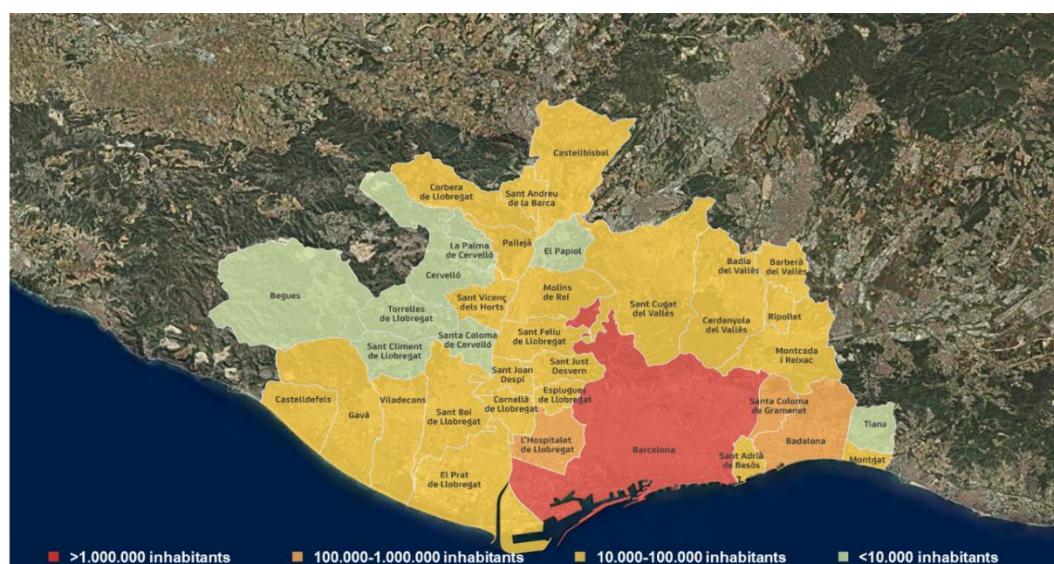 Castellbisbal
Corbera
de Llobregat
Sant Andreu
de la Barca
La Palma
de Cervelló
Pallejà
El Papiol
Badia
del Vallès
Barberà
del Vallès
Cervelló
Begues
Molins
de Rei
Sant Vicenç
dels Horts
Torrelles
de Llobregat
Sant Cugat
del Vallès
Cerdanyola
del Vallès
Ripollet
Santa Coloma
de Cervelló
Sant Feliu
de Llobregat
Sant Climent
de Llobregat
Montcada
i Reixac
Sant Just
Desvern
Sant Joan
Despí
Esplugues
de Llobregat
Castelldefels
Viladecans
Cornellà
de Llobregat
Santa Coloma
de Gramenet
Gavà
Sant Boi
de Llobregat
Tiana
L'Hospitalet
de Llobregat
Barcelona
Badalona
Sant Adrià
de Besòs
Montgat
El Prat
de Llobregat
>1.000.000 inhabitants
100.000-1.000.000 inhabitants
10.000-100.000 inhabitants
<10.000 inhabitants